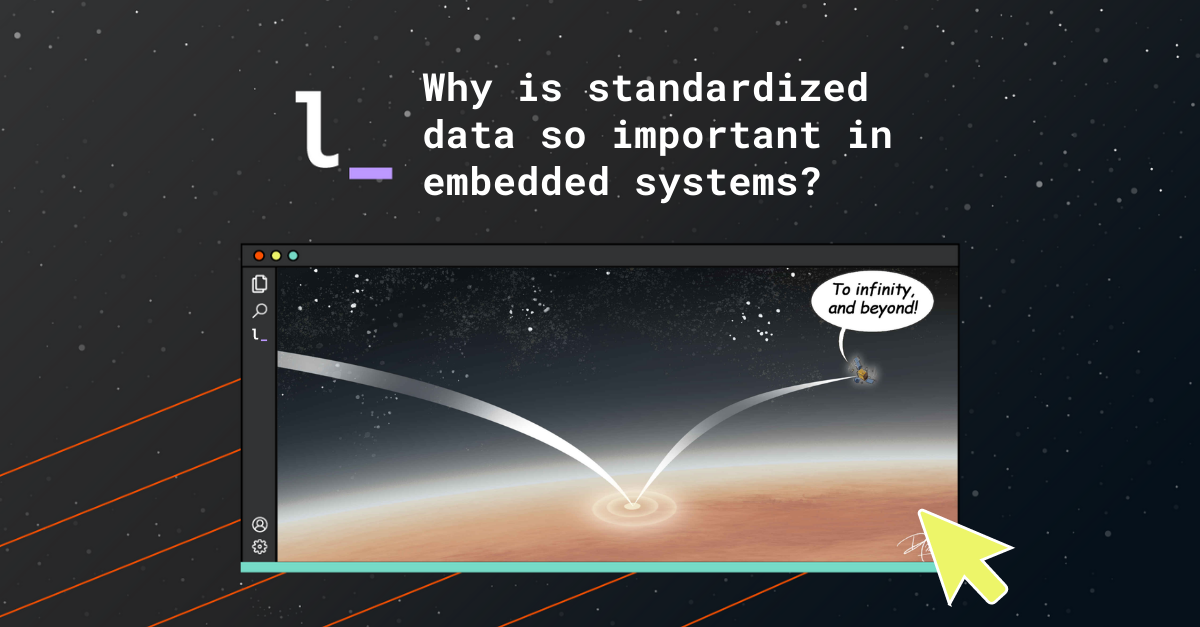 l_
Why is standardized
data so important in
embedded systems?
l_
To infinity,
and beyond!